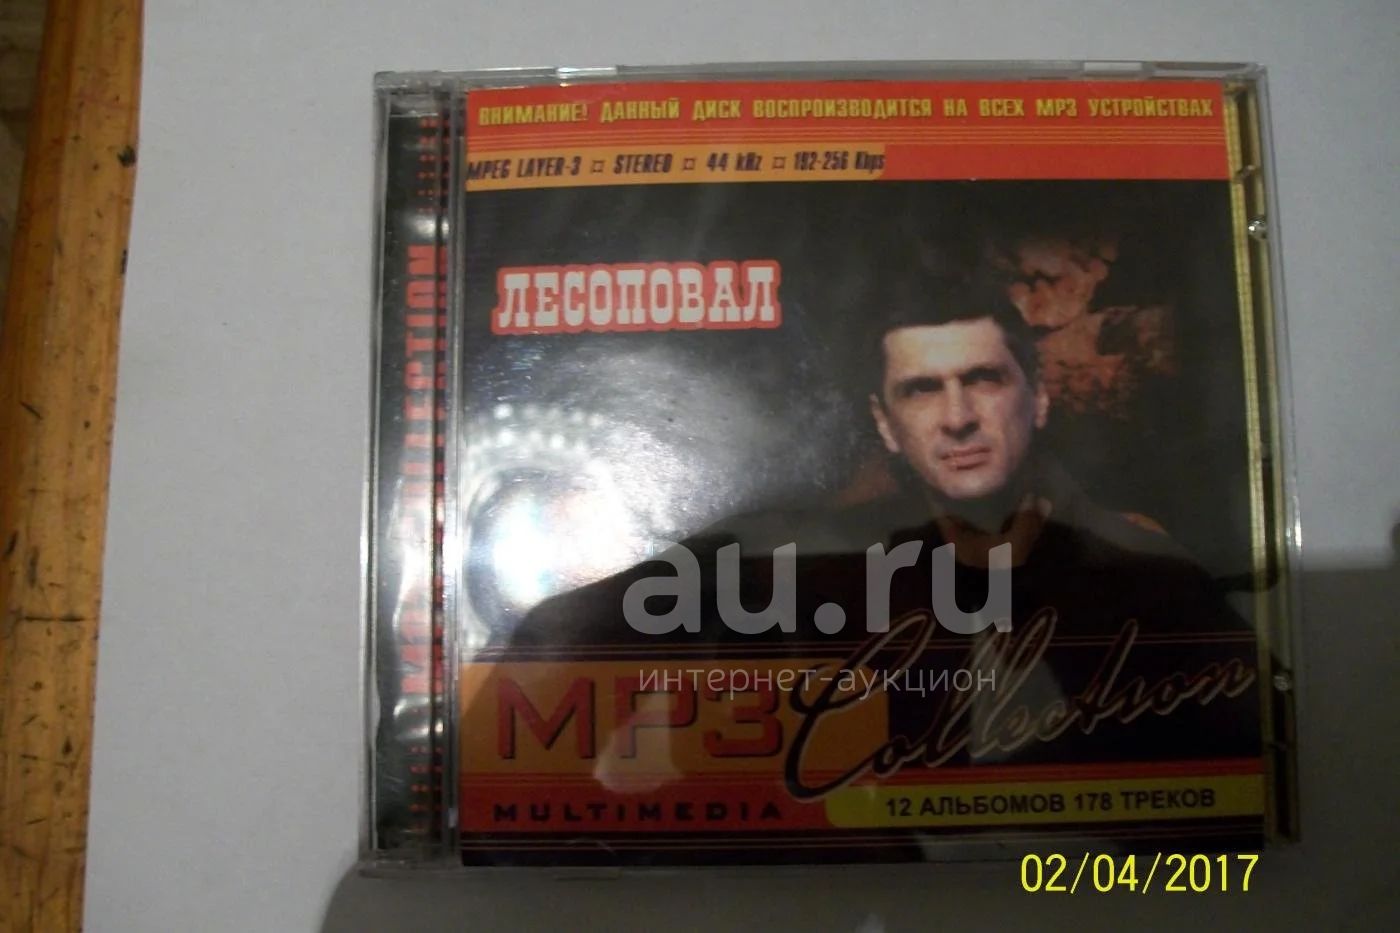 ВНИМАНИЕ! ДАННЫЙ ДИСК ВОСПРОИЗВОДИТСЯ НА ВСЕХ MP3 УСТРОЙСТВАХ
MPEG LAYER-3 ¤ STEREO ¤ 44 kHz ¤ 192-256 Kbps
ЛЕСОПОВАЛ
MP3 COLLECTION
au.ru
интернет-аукцион
MP3 Collection
MULTIMEDIA
12 АЛЬБОМОВ 178 ТРЕКОВ
02/04/2017